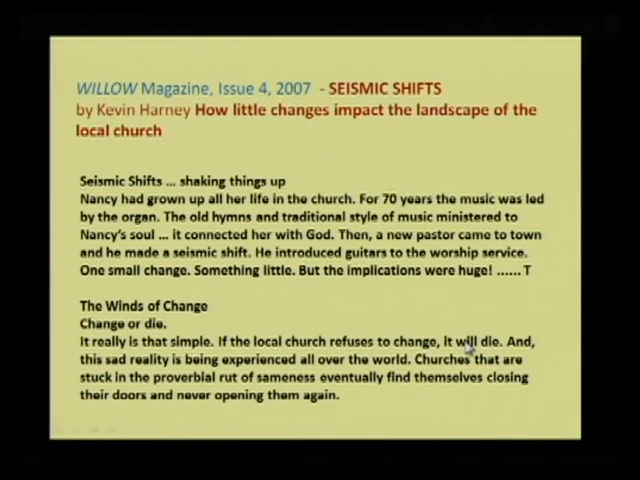 WILLOW Magazine, Issue 4, 2007 - SEISMIC SHIFTS
by Kevin Harney How little changes impact the landscape of the
local church
Seismic Shifts ... shaking things up
Nancy had grown up all her life in the church. For 70 years the music was led
by the organ. The old hymns and traditional style of music ministered to
Nancy's soul ... it connected her with God. Then, a new pastor came to town
and he made a seismic shift. He introduced guitars to the worship service.
One small change. Something little. But the implications were huge! ...... T
The Winds of Change
Change or die.
It really is that simple. If the local church refuses to change, it will die. And,
this sad reality is being experienced all over the world. Churches that are
stuck in the proverbial rut of sameness eventually find themselves closing
their doors and never opening them again.